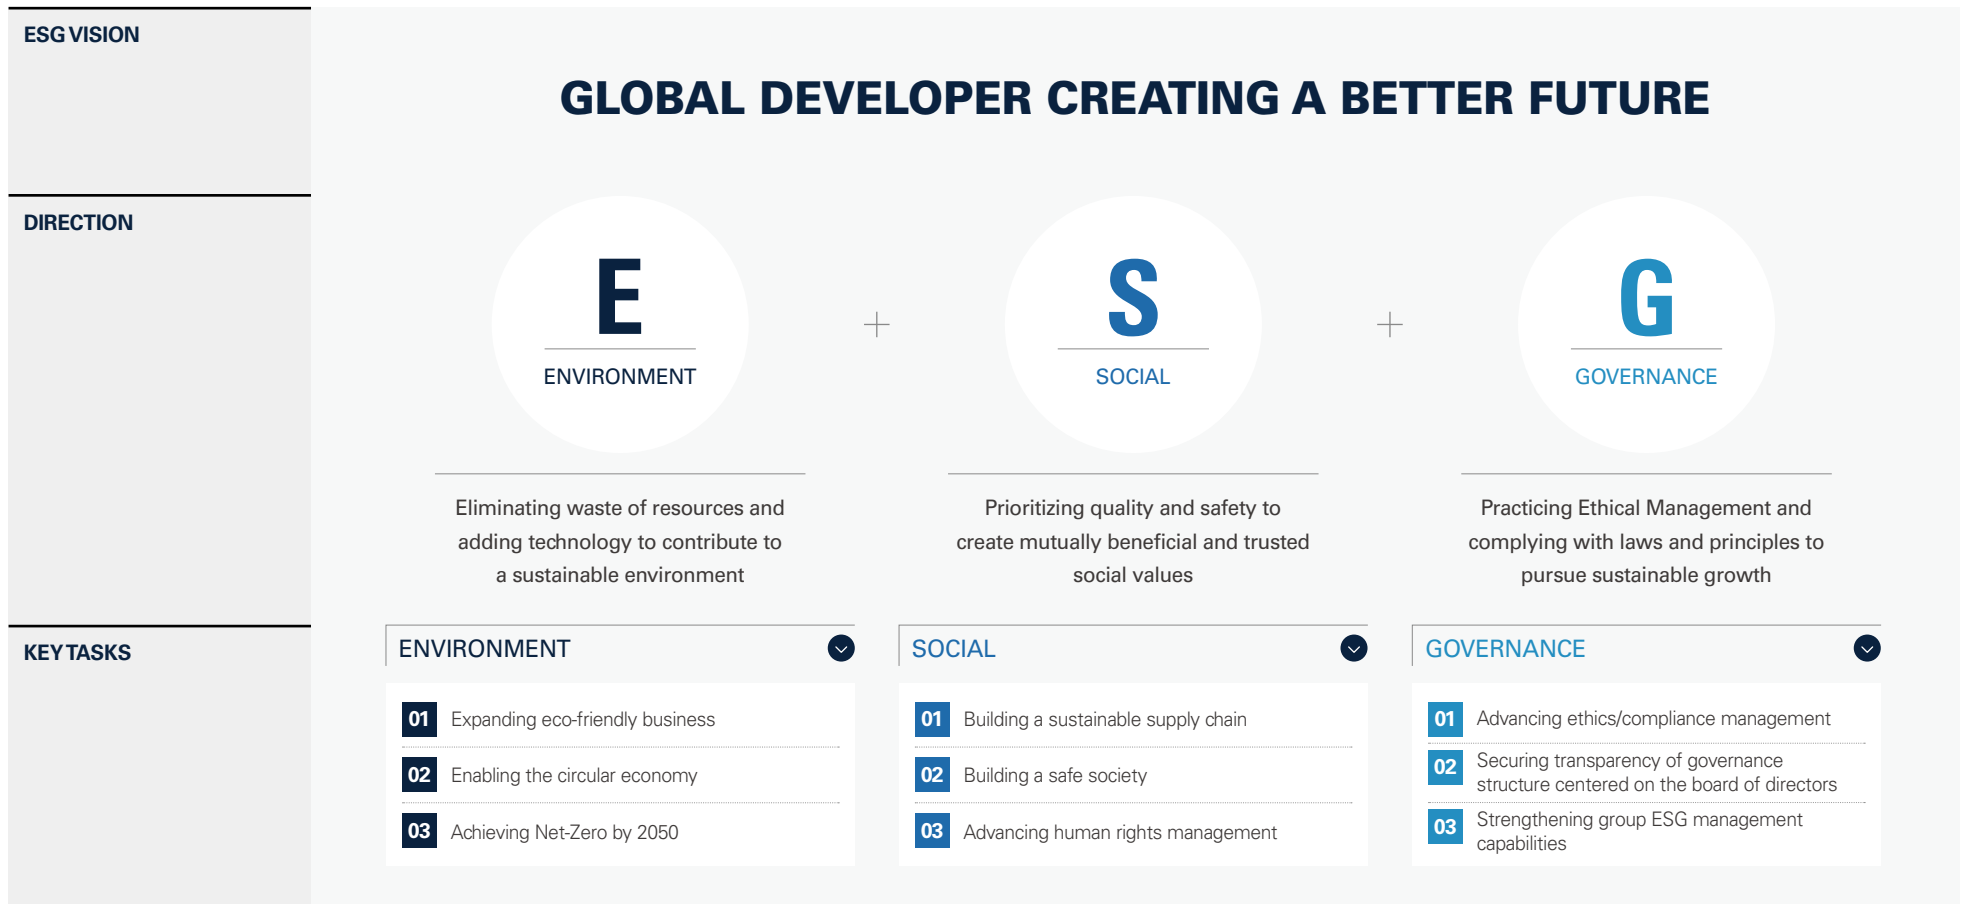 ESG VISION
GLOBAL DEVELOPER CREATING A BETTER FUTURE
DIRECTION
E
ENVIRONMENT
Eliminating waste of resources and
adding technology to contribute to
a sustainable environment
+
S
SOCIAL
Prioritizing quality and safety to
create mutually beneficial and trusted
social values
+
G
GOVERNANCE
Practicing Ethical Management and
complying with laws and principles to
pursue sustainable growth
KEY TASKS
ENVIRONMENT
01 Expanding eco-friendly business
02 Enabling the circular economy
03 Achieving Net-Zero by 2050
SOCIAL
01 Building a sustainable supply chain
02 Building a safe society
03 Advancing human rights management
GOVERNANCE
01 Advancing ethics/compliance management
02 Securing transparency of governance
structure centered on the board of directors
03 Strengthening group ESG management
capabilities